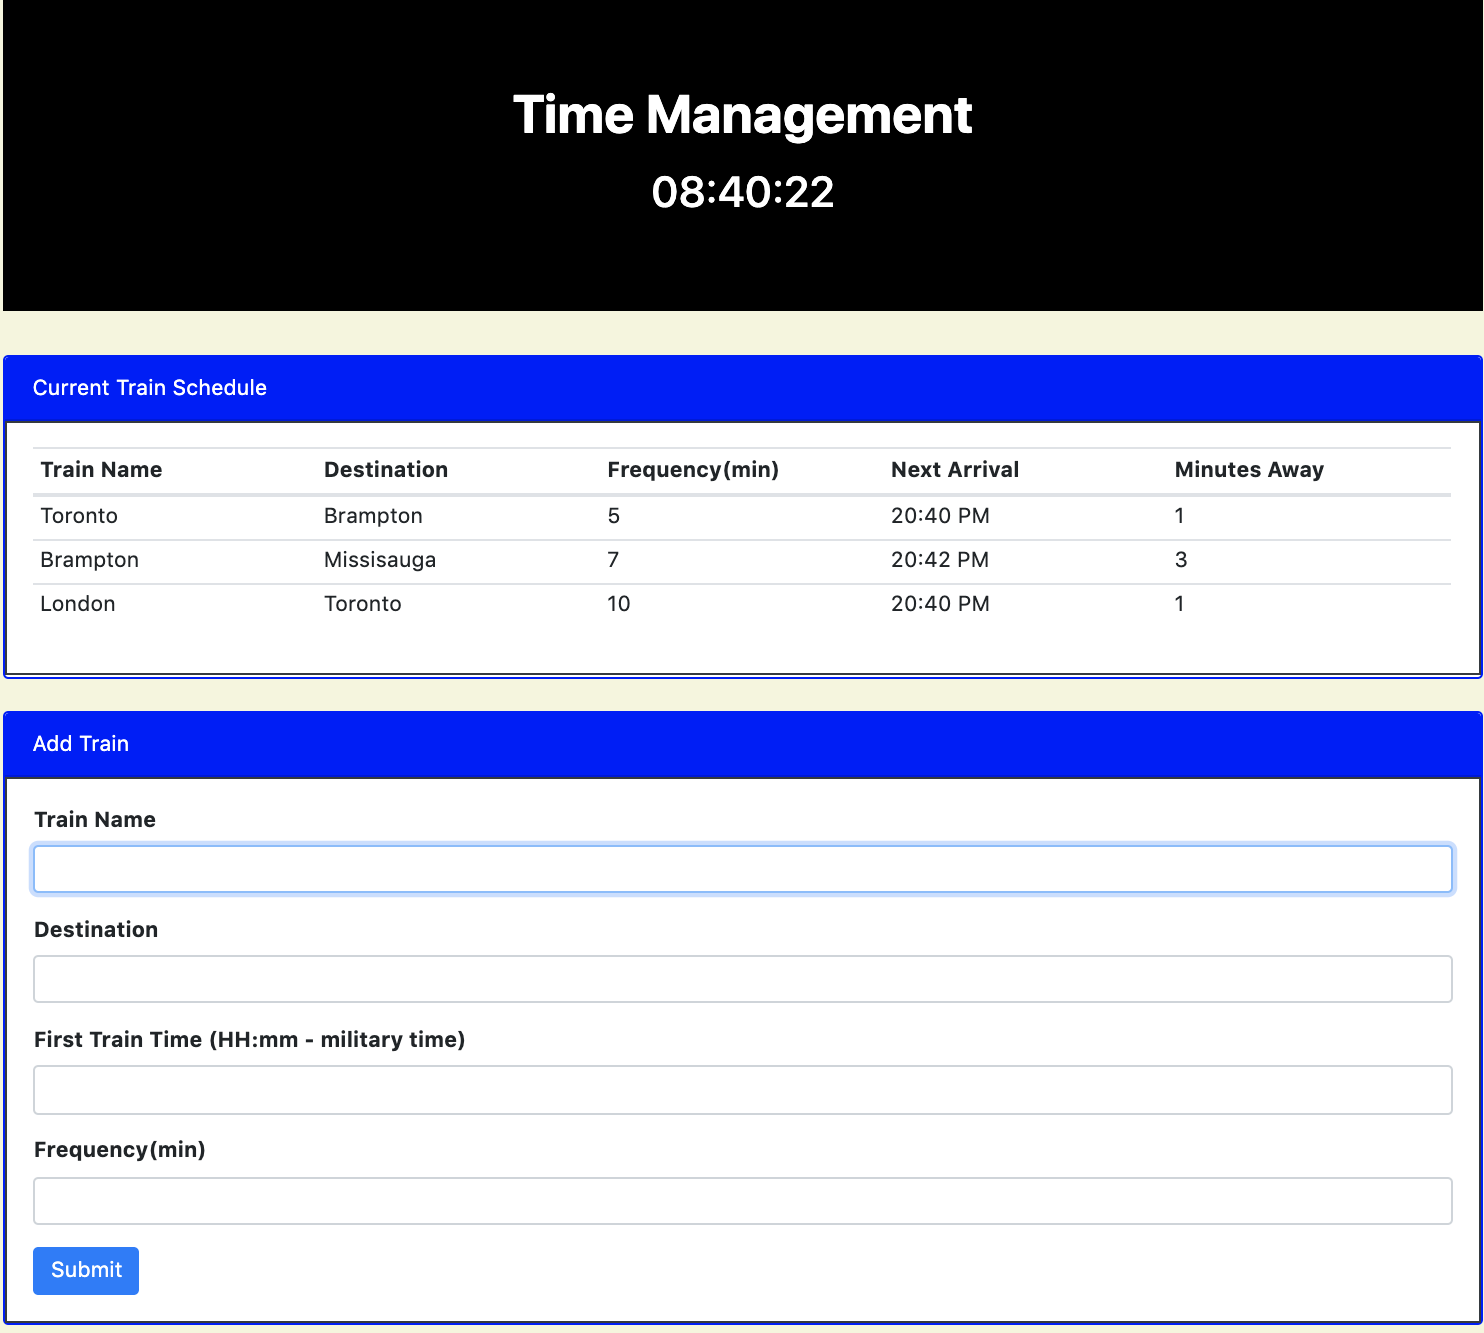 Time Management
08:40:22
Current Train Schedule
Train Name Destination Frequency(min) Next Arrival Minutes Away
Toronto Brampton 5 20:40 PM 1
Brampton Missisauga 7 20:42 PM 3
London Toronto 10 20:40 PM 1
Add Train
Train Name
Destination
First Train Time (HH:mm - military time)
Frequency(min)
Submit